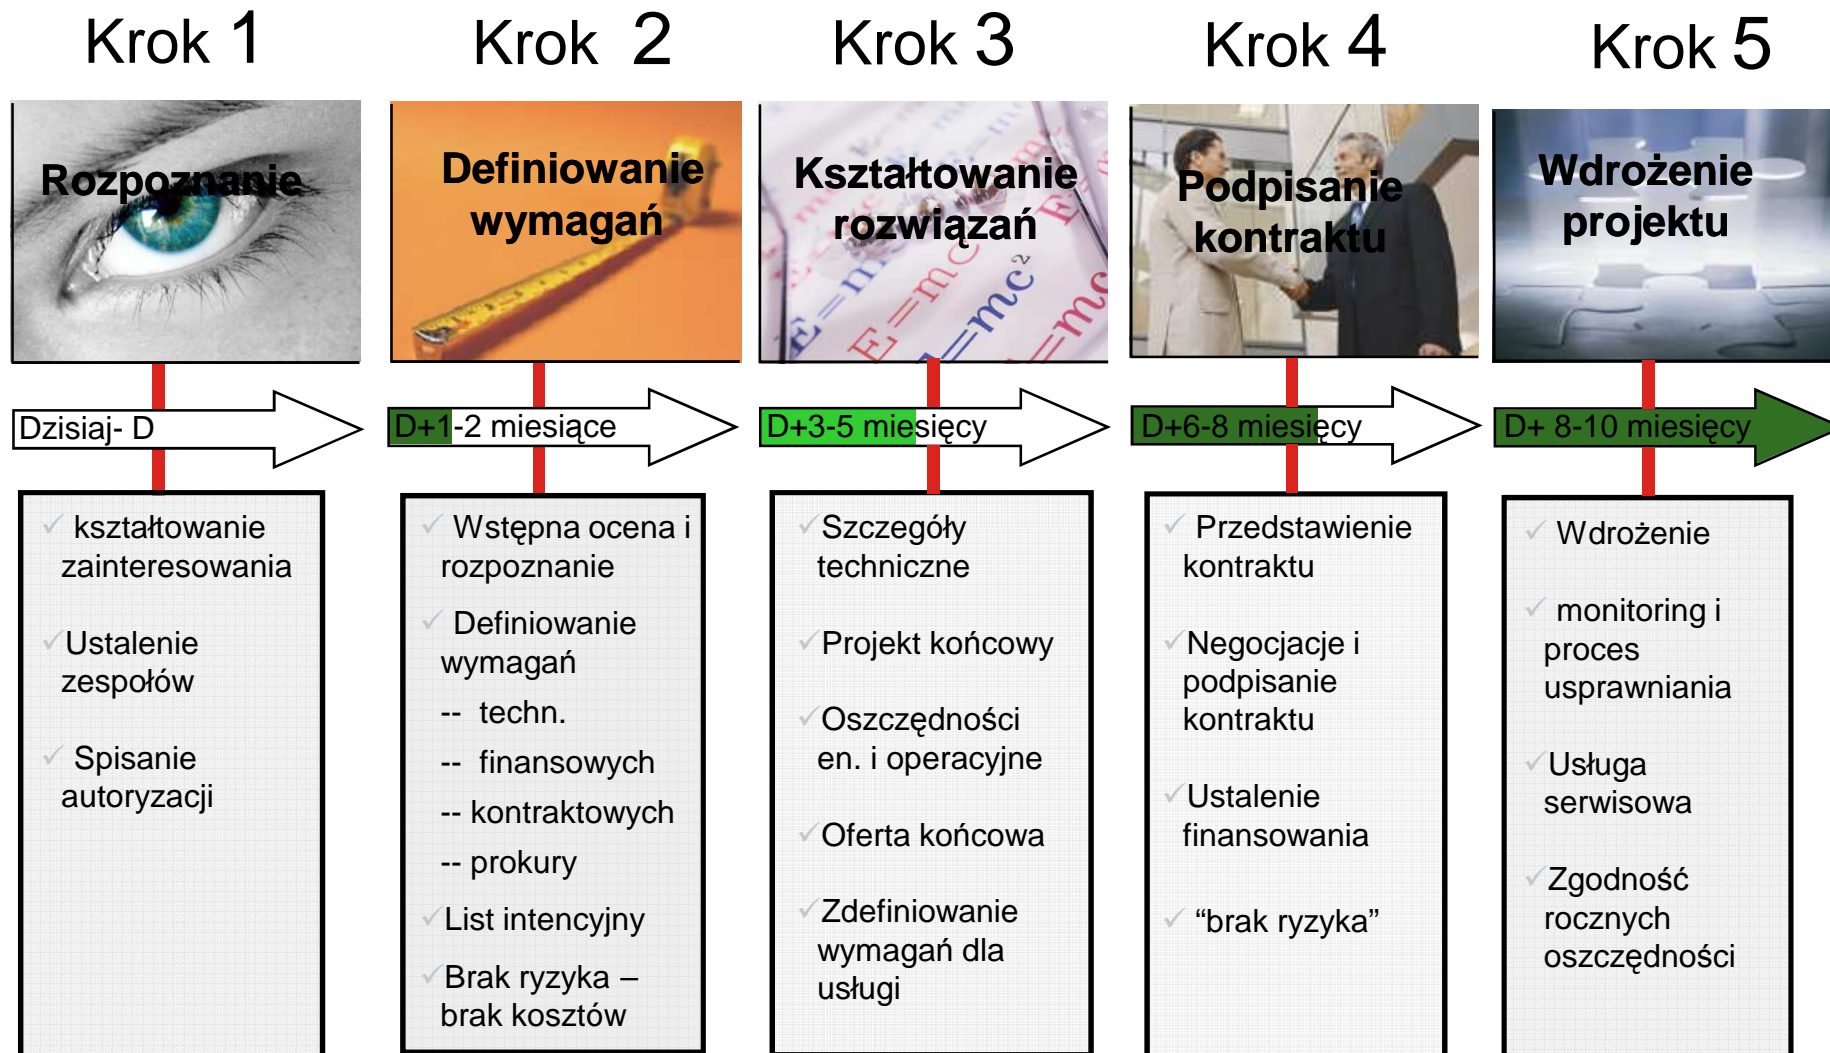 Krok 1
Rozpoznanie
Dzisiaj- D
✓ kształtowanie
zainteresowania
✓ Ustalenie
zespołów
✓ Spisanie
autoryzacji
Krok 2
Definiowanie
wymagań
D+1-2 miesiące
✓ Wstępna ocena i
rozpoznanie
✓ Definiowanie
wymagań
-- techn.
-- finansowych
-- kontraktowych
-- prokury
✓ List intencyjny
✓ Brak ryzyka –
brak kosztów
Krok 3
Kształtowanie
rozwiązań
E=mc²
D+3-5 miesięcy
✓ Szczegóły
techniczne
✓ Projekt końcowy
✓ Oszczędności
en. i operacyjne
✓ Oferta końcowa
✓ Zdefiniowanie
wymagań dla
usługi
Krok 4
Podpisanie
kontraktu
D+6-8 miesięcy
✓ Przedstawienie
kontraktu
✓ Negocjacje i
podpisanie
kontraktu
✓ Ustalenie
finansowania
✓ “brak ryzyka”
Krok 5
Wdrożenie
projektu
D+ 8-10 miesięcy
✓ Wdrożenie
✓ monitoring i
proces
usprawniania
✓ Usługa
serwisowa
✓ Zgodność
rocznych
oszczędności